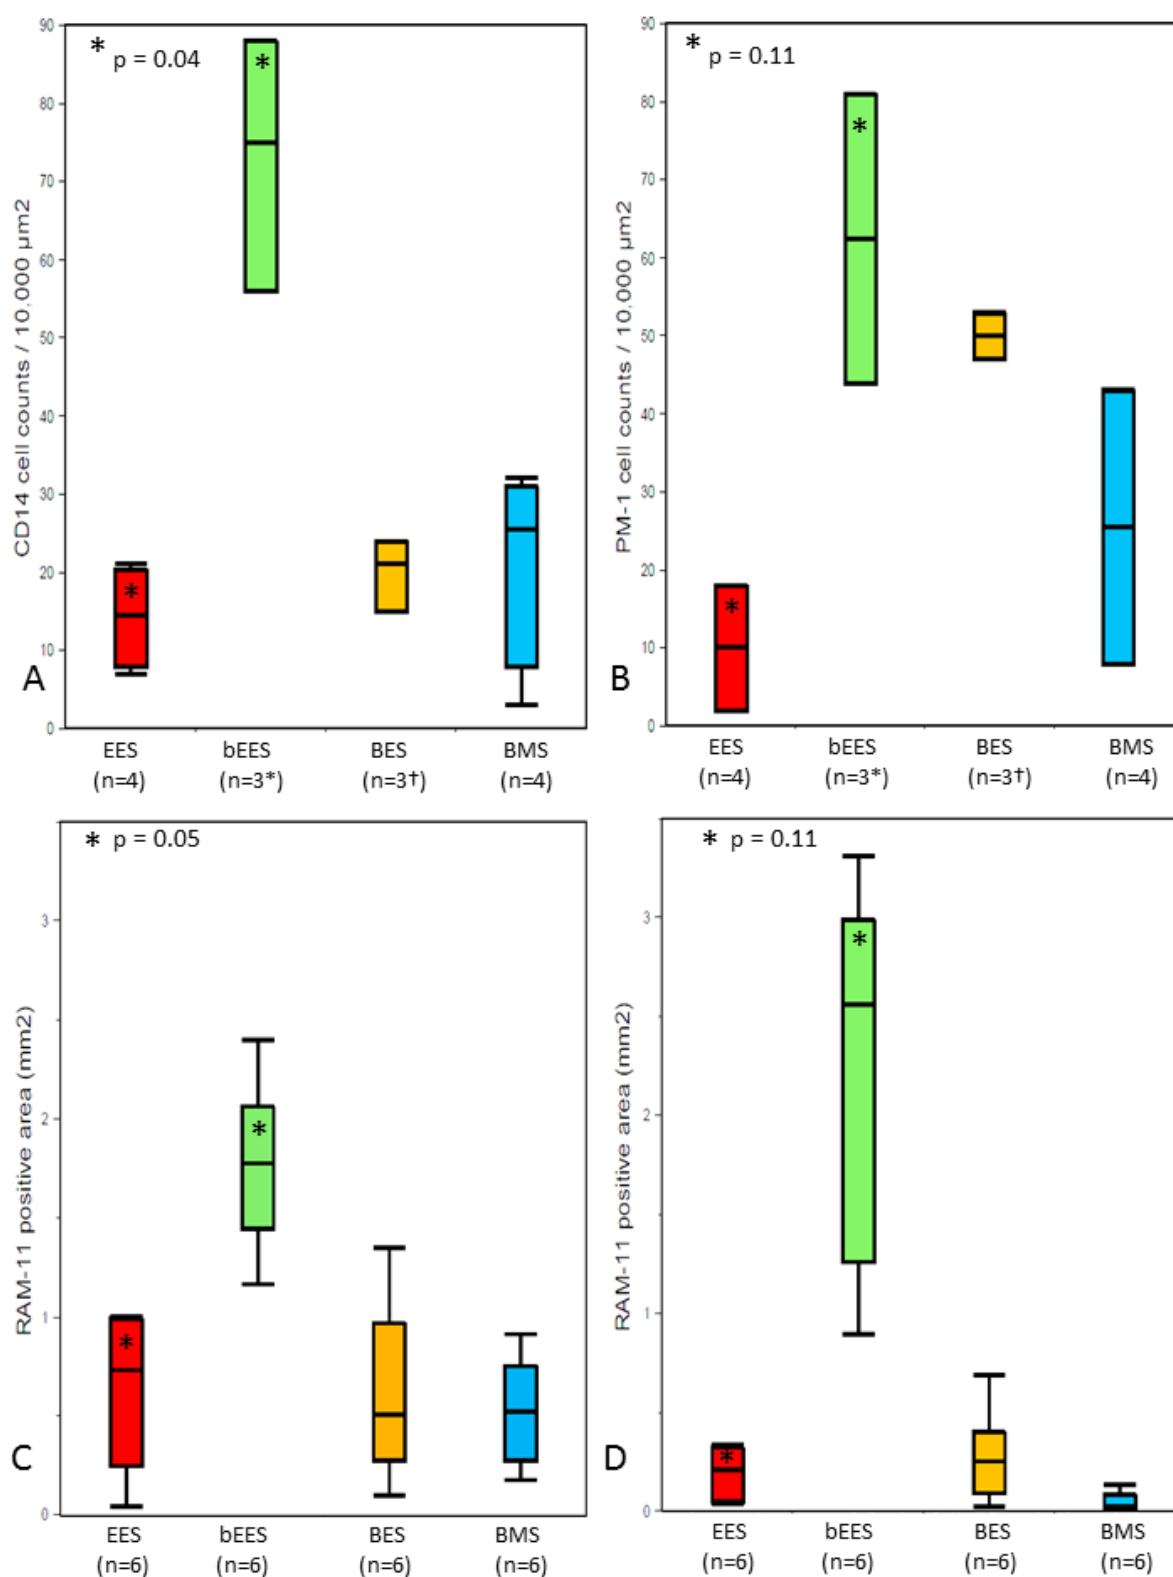 * p = 0.04
CD14 cell counts / 10,000 µm2
90
80
70
60
50
40
30
20
10
0
*
*
A
EES bEES BES BMS
(n=4) (n=3*) (n=3†) (n=4)
* p = 0.11
PM-1 cell counts / 10,000 µm2
90
80
70
60
50
40
30
20
10
0
*
*
B
EES bEES BES BMS
(n=4) (n=3*) (n=3†) (n=4)
* p = 0.05
RAM-11 positive area (mm2)
3
2
1
0
*
*
C
EES bEES BES BMS
(n=6) (n=6) (n=6) (n=6)
* p = 0.11
RAM-11 positive area (mm2)
3
2
1
0
*
*
D
EES bEES BES BMS
(n=6) (n=6) (n=6) (n=6)